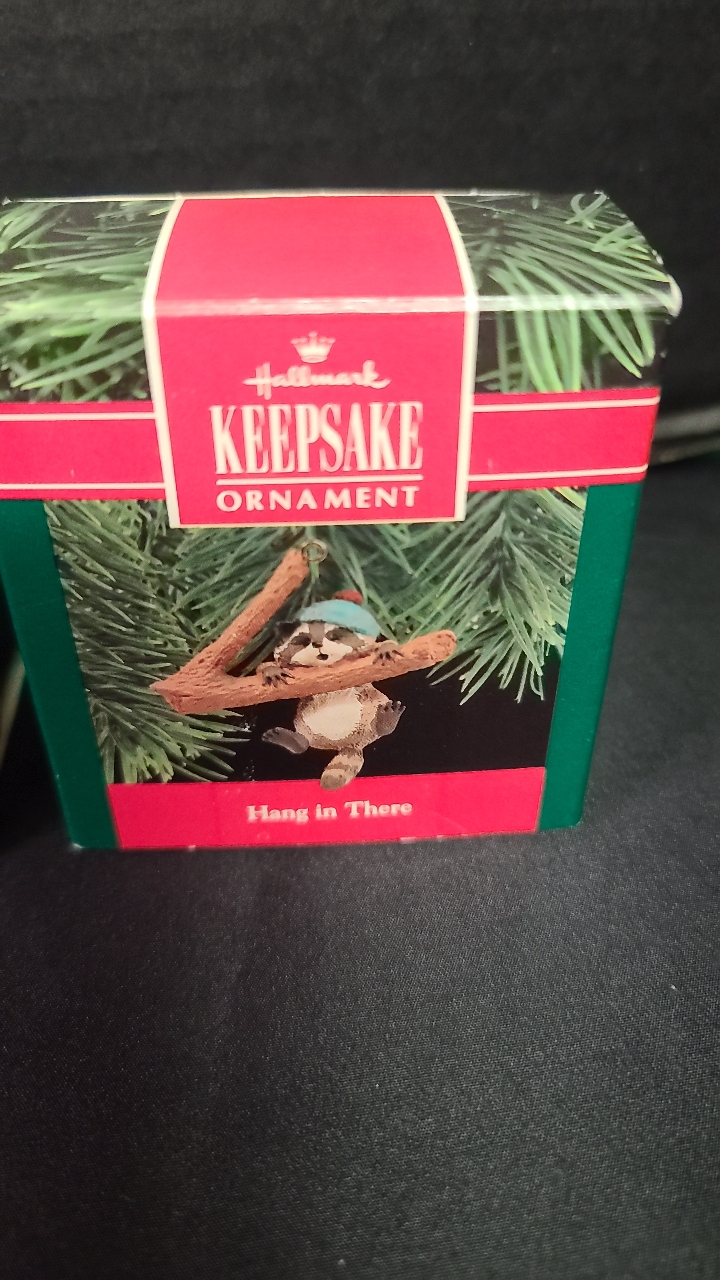 Hallmark
KEEPSAKE
ORNAMENT
Hang in There